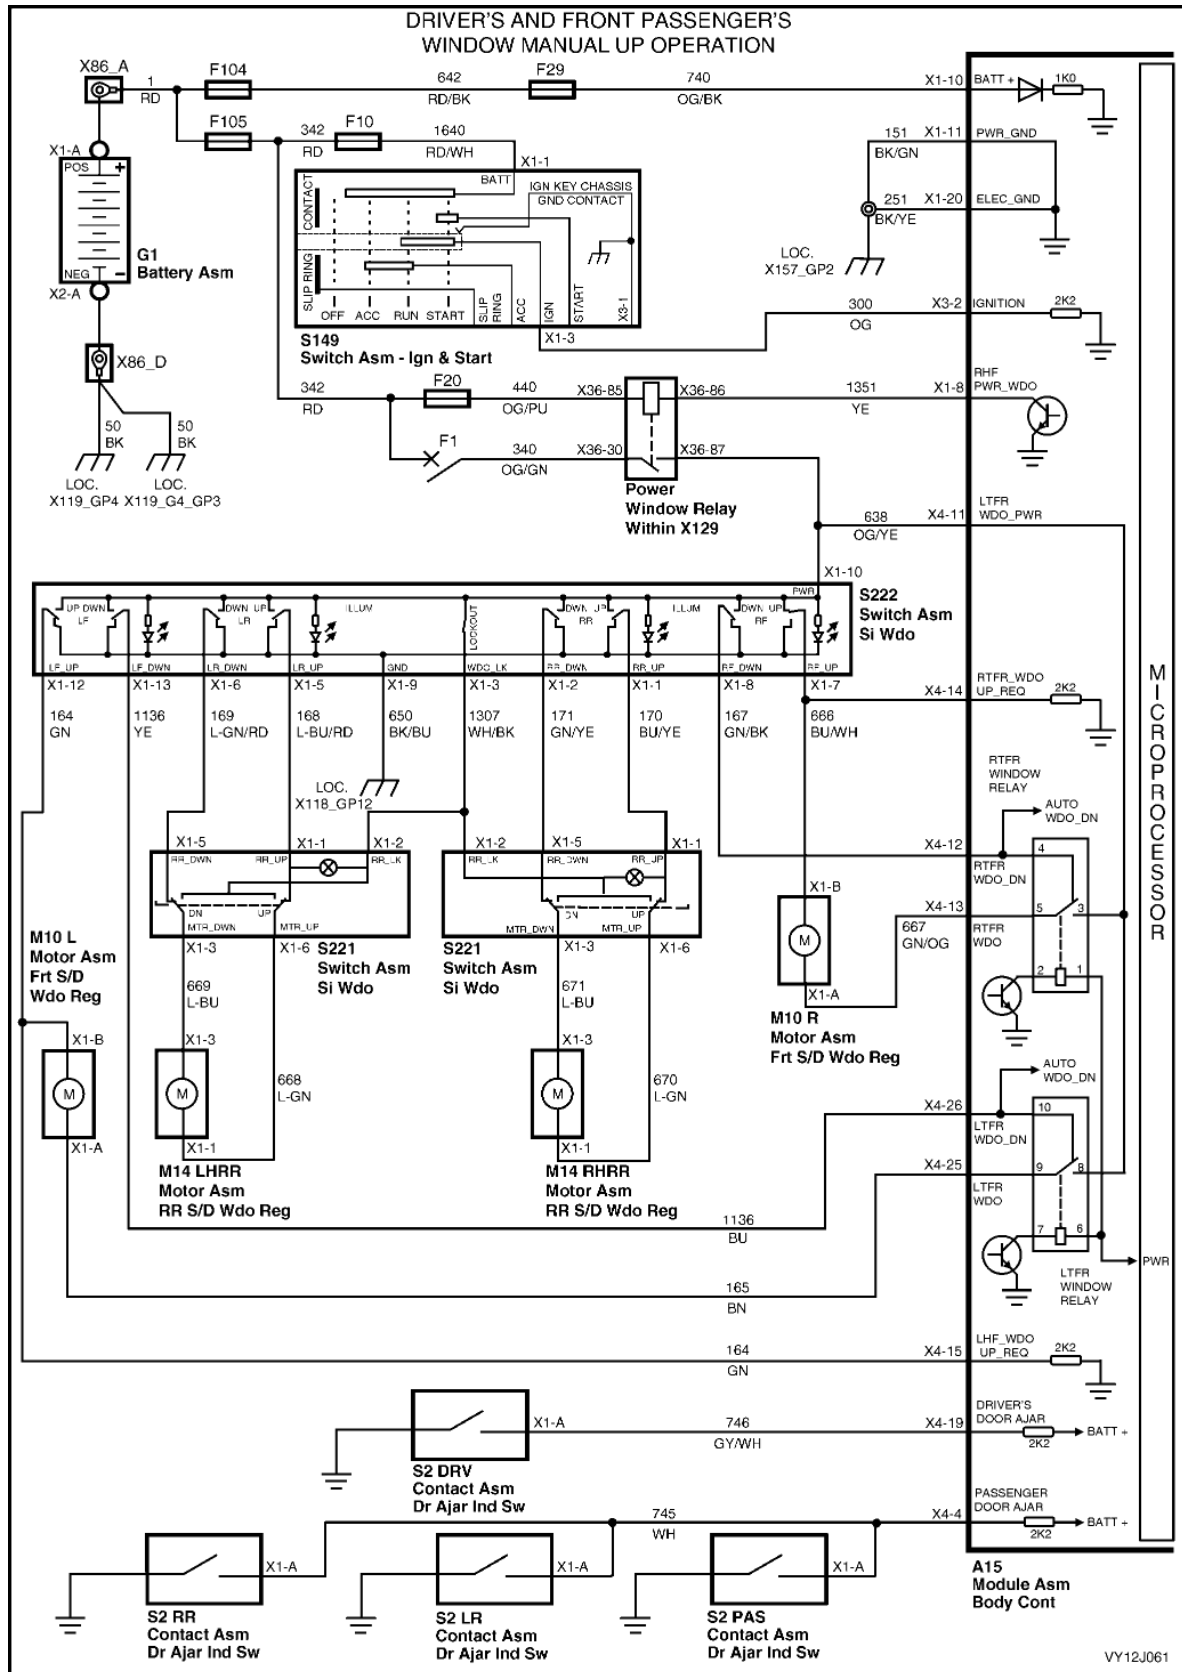 DRIVER'S AND FRONT PASSENGER'S
WINDOW MANUAL UP OPERATION
X86_A
1
RD
F104
642
RD/BK
F29
740
OG/BK
X1-10
BATT +
1K0
F105
342
RD
F10
1640
RD/WH
X1-1
151
X1-11
PWR_GND
BK/GN
251
X1-20
ELEC_GND
BK/YE
LOC.
X157_GP2
X1-A
POS
+
NEG
−
X2-A
G1
Battery Asm
BATT
IGN KEY CHASSIS
GND CONTACT
CONTACT
SLIP RING
OFF
ACC
RUN
START
SLIP
RING
ACC
IGN
START
X3-1
X1-3
S149
Switch Asm - Ign & Start
300
OG
X3-2
IGNITION
2K2
X86_D
50
BK
50
BK
LOC.
X119_GP4
LOC.
X119_G4_GP3
342
RD
F20
440
OG/PU
X36-85
X36-86
1351
YE
X1-8
RHF
PWR_WDO
F1
340
OG/GN
X36-30
X36-87
Power
Window Relay
Within X129
638
OG/YE
X4-11
LTFR
WDO_PWR
X1-10
PWR
S222
Switch Asm
Si Wdo
UP DWN
LF
DWN UP
LR
ILLUM
LOCKOUT
DWN UP
RR
ILLUM
DWN UP
RF
LF_UP
LF_DWN
LR_DWN
LR_UP
GND
WDO_LK
RR_DWN
RR_UP
RF_DWN
RF_UP
X1-12
X1-13
X1-6
X1-5
X1-9
X1-3
X1-2
X1-1
X1-8
X1-7
164
GN
1136
YE
169
L-GN/RD
168
L-BU/RD
650
BK/BU
1307
WH/BK
171
GN/YE
170
BU/YE
167
GN/BK
666
BU/WH
X4-14
RTFR_WDO
UP_REQ
2K2
LOC.
X118_GP12
RTFR
WINDOW
RELAY
AUTO
WDO_DN
MICROPROCESSOR
X1-5
X1-1
X1-2
RR_DWN
RR_UP
RR_LK
DN
UP
MTR_DWN
MTR_UP
X1-3
X1-6
S221
Switch Asm
Si Wdo
X1-2
X1-5
X1-1
RR_LK
RR_DWN
RR_UP
DN
UP
MTR_DWN
MTR_UP
X1-3
X1-6
S221
Switch Asm
Si Wdo
X4-12
RTFR
WDO_DN
4
X1-B
M
X1-A
M10 R
Motor Asm
Frt S/D Wdo Reg
667
GN/OG
X4-13
RTFR
WDO
5
3
2
1
M10 L
Motor Asm
Frt S/D
Wdo Reg
X1-B
M
X1-A
669
L-BU
X1-3
M
X1-1
668
L-GN
M14 LHRR
Motor Asm
RR S/D Wdo Reg
671
L-BU
X1-3
M
X1-1
670
L-GN
M14 RHRR
Motor Asm
RR S/D Wdo Reg
AUTO
WDO_DN
X4-26
LTFR
WDO_DN
10
X4-25
LTFR
WDO
9
8
7
6
PWR
LTFR
WINDOW
RELAY
1136
BU
165
BN
164
GN
X4-15
LHF_WDO
UP_REQ
2K2
X1-A
746
GY/WH
X4-19
DRIVER'S
DOOR AJAR
2K2
BATT +
S2 DRV
Contact Asm
Dr Ajar Ind Sw
745
WH
X4-4
PASSENGER
DOOR AJAR
2K2
BATT +
X1-A
X1-A
X1-A
S2 RR
Contact Asm
Dr Ajar Ind Sw
S2 LR
Contact Asm
Dr Ajar Ind Sw
S2 PAS
Contact Asm
Dr Ajar Ind Sw
A15
Module Asm
Body Cont
VY12J061